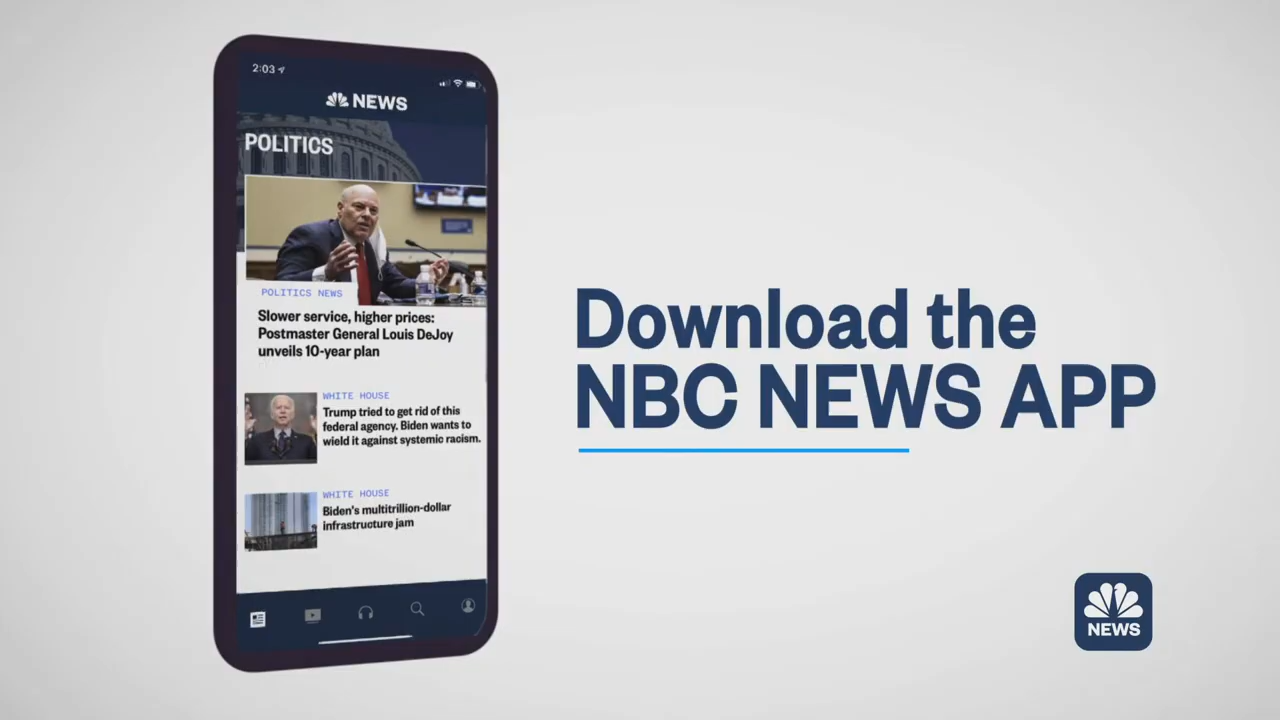 2:03
NEWS
POLITICS
POLITICS NEWS
Slower service, higher prices:
Postmaster General Louis DeJoy
unveils 10-year plan
WHITE HOUSE
Trump tried to get rid of this
federal agency. Biden wants to
wield it against systemic racism.
WHITE HOUSE
Biden's multitrillion-dollar
infrastructure jam
Download the
NBC NEWS APP
NEWS